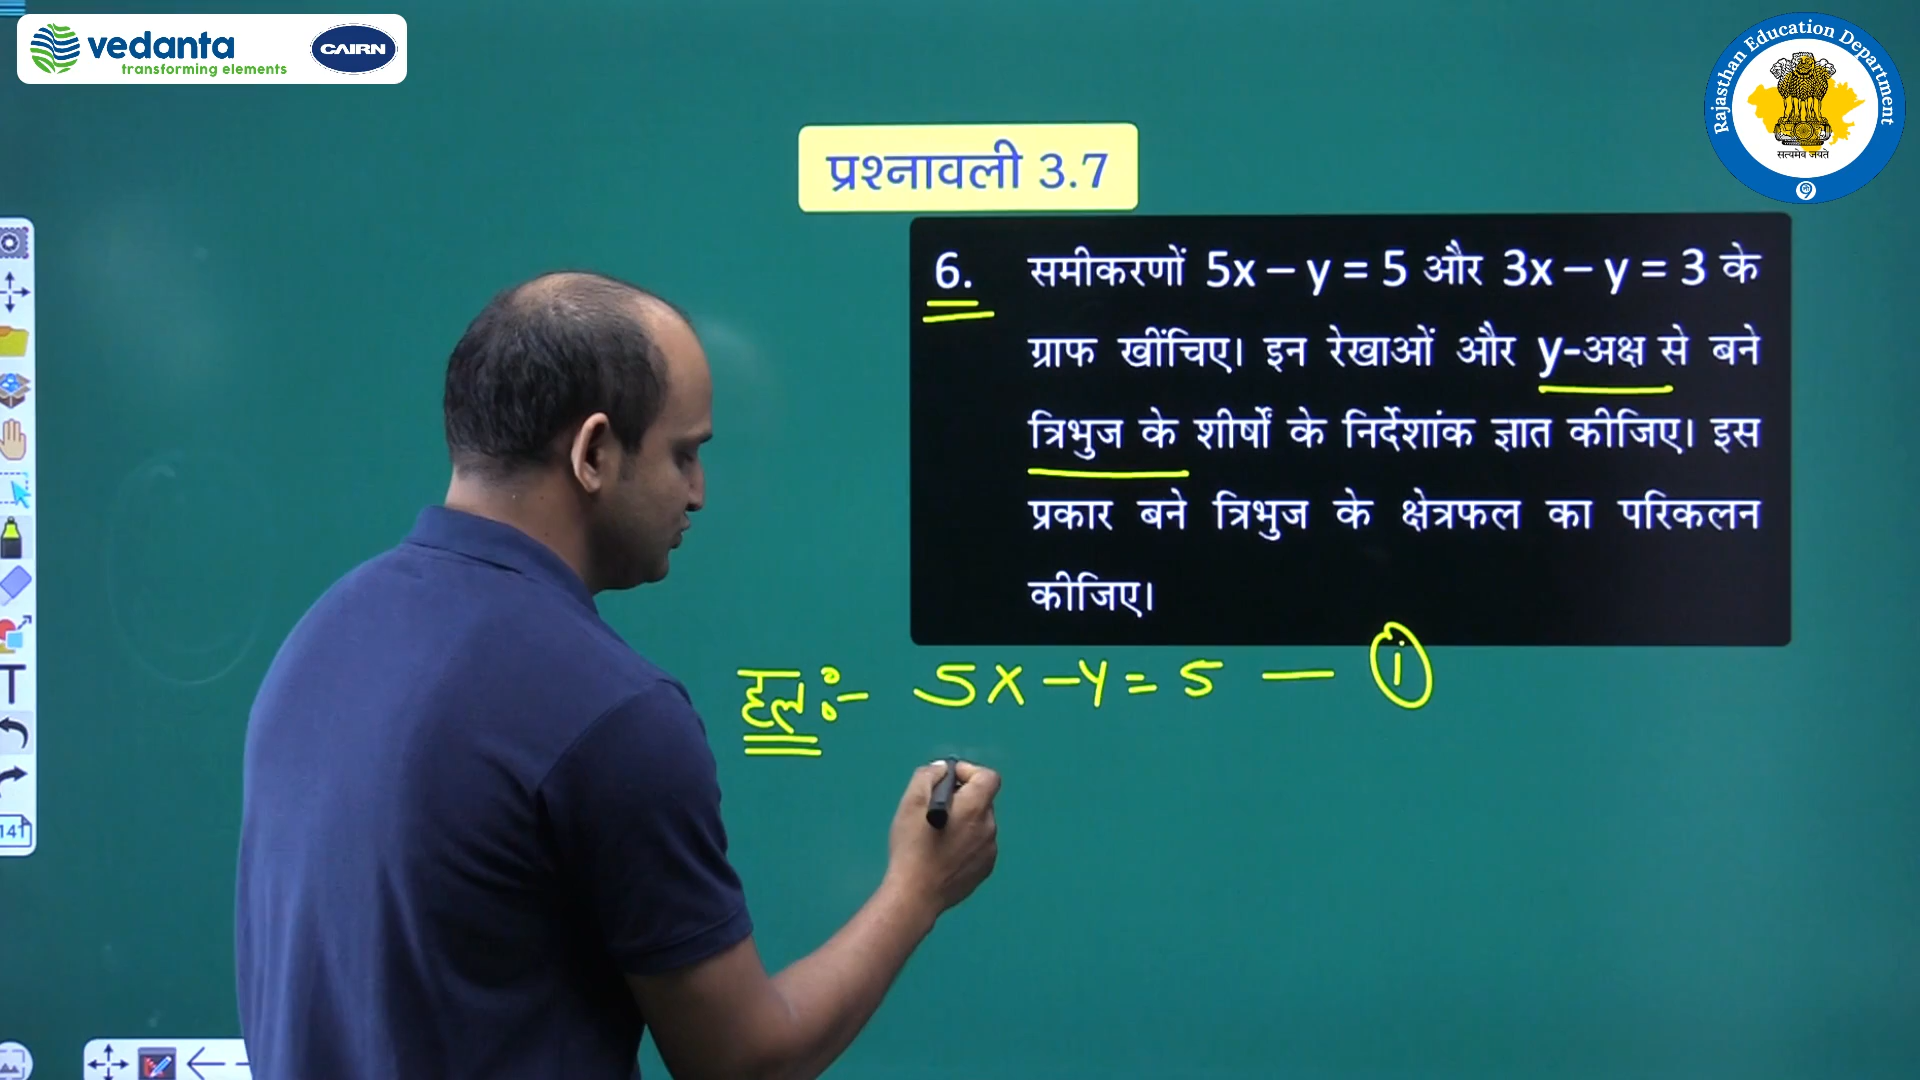 vedanta
transforming elements
CAIRN
Rajasthan Education Department
सत्यमेव जयते
प्रश्नावली 3.7
6. समीकरणों 5x – y = 5 और 3x – y = 3 के
ग्राफ खींचिए। इन रेखाओं और y-अक्ष से बने
त्रिभुज के शीर्षों के निर्देशांक ज्ञात कीजिए। इस
प्रकार बने त्रिभुज के क्षेत्रफल का परिकलन
कीजिए।
हल:- 5x-y=5 — (i)
T
141